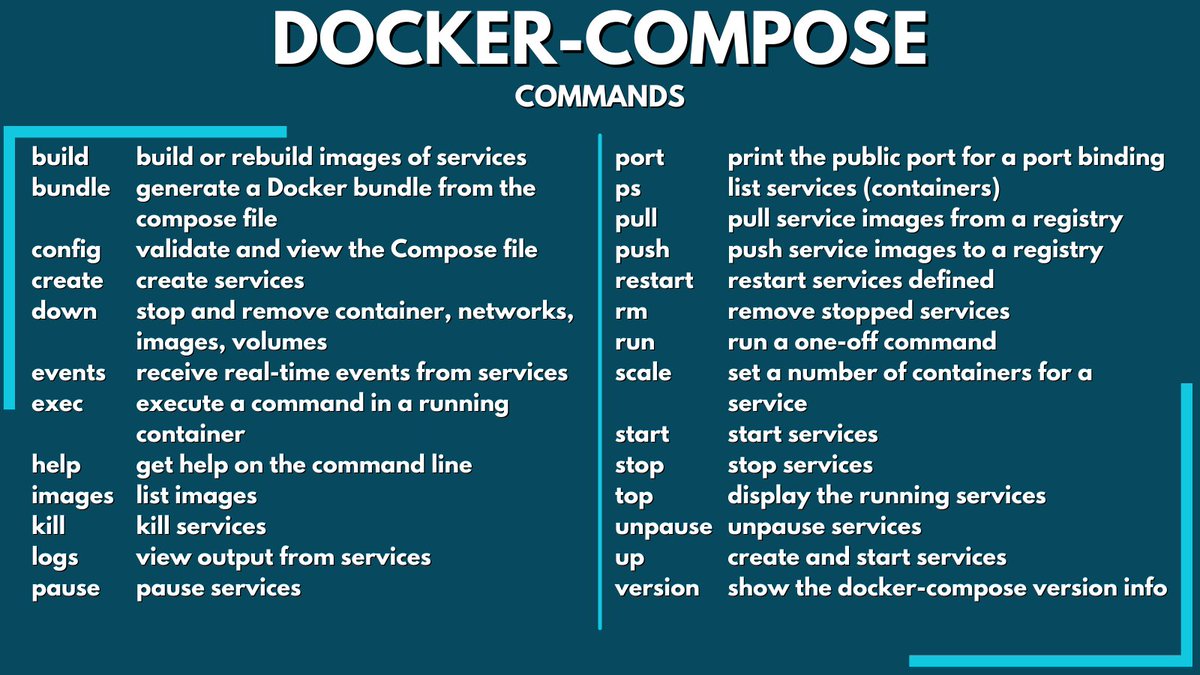 DOCKER-COMPOSE
COMMANDS
build build or rebuild images of services
bundle generate a Docker bundle from the
compose file
config validate and view the Compose file
create create services
down stop and remove container, networks,
images, volumes
events receive real-time events from services
exec execute a command in a running
container
help get help on the command line
images list images
kill kill services
logs view output from services
pause pause services
port print the public port for a port binding
ps list services (containers)
pull pull service images from a registry
push push service images to a registry
restart restart services defined
rm remove stopped services
run run a one-off command
scale set a number of containers for a
service
start start services
stop stop services
top display the running services
unpause unpause services
up create and start services
version show the docker-compose version info